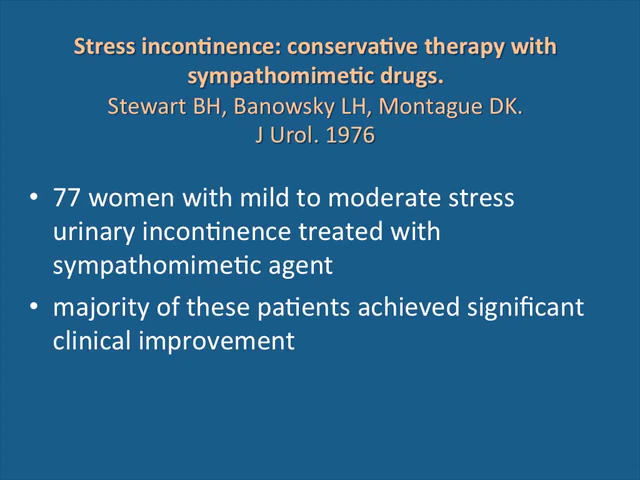 Stress incontinence: conservative therapy with
sympathomimetic drugs.
Stewart BH, Banowsky LH, Montague DK.
J Urol. 1976
• 77 women with mild to moderate stress
urinary incontinence treated with
sympathomimetic agent
• majority of these patients achieved significant
clinical improvement